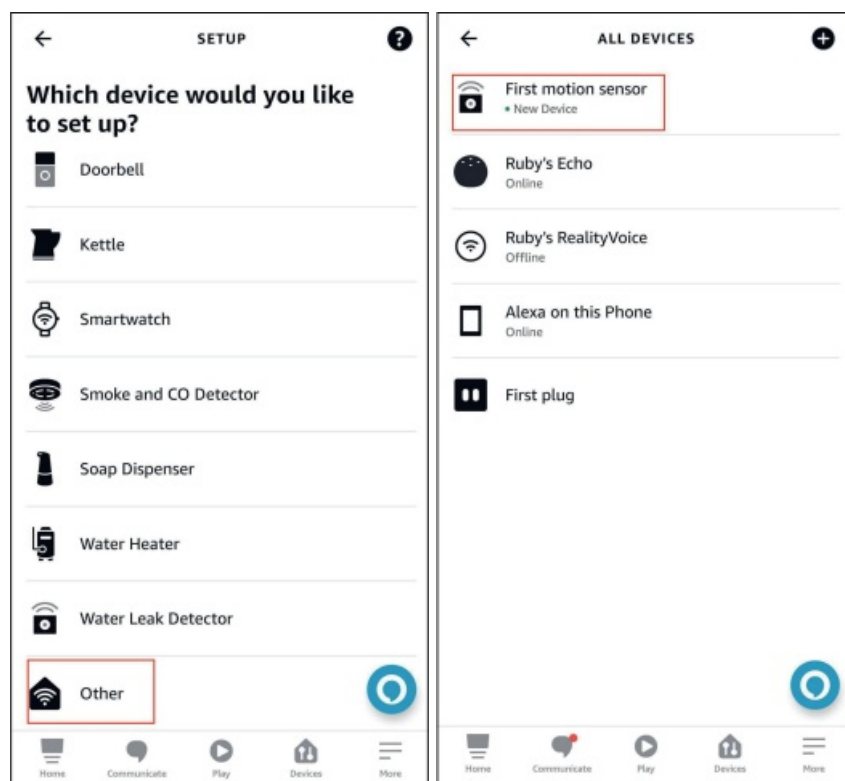 SETUP
?
Which device would you like
to set up?
Doorbell
Kettle
Smartwatch
Smoke and CO Detector
Soap Dispenser
Water Heater
Water Leak Detector
Other
Home
Communicate
Play
Devices
More
ALL DEVICES
First motion sensor
New Device
Ruby's Echo
Online
Ruby's RealityVoice
Offline
Alexa on this Phone
Online
First plug
Home
Communicate
Play
Devices
More